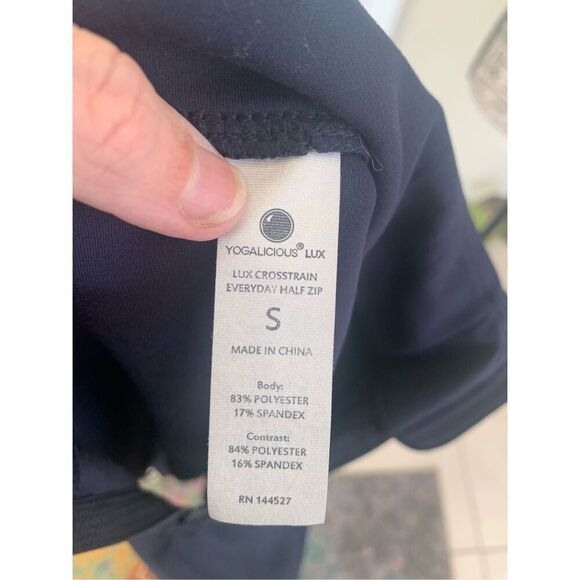 YOGALICIOUS® LUX
LUX CROSSTRAIN
EVERYDAY HALF ZIP
S
MADE IN CHINA
Body:
83% POLYESTER
17% SPANDEX
Contrast:
84% POLYESTER
16% SPANDEX
RN 144527